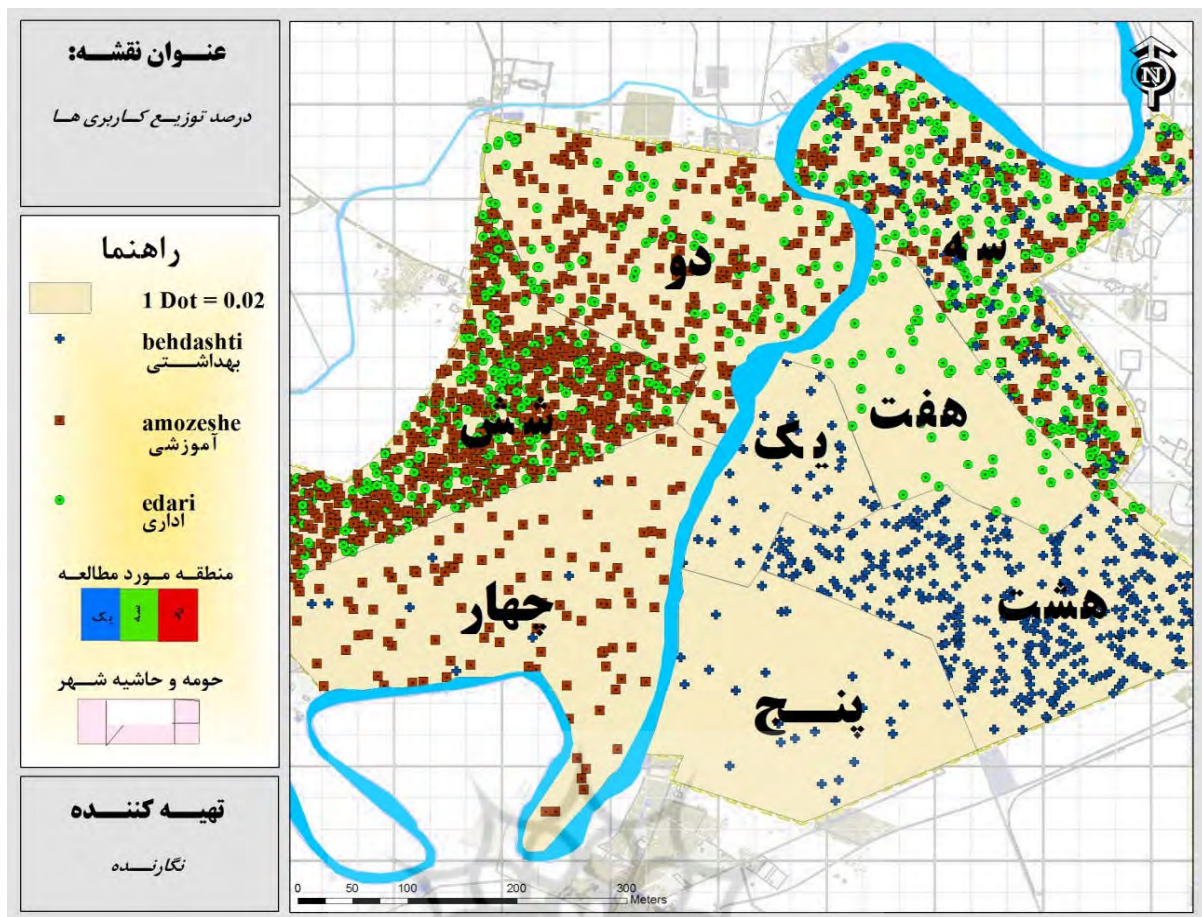 عنوان نقشه:
درصد توزیع کاربری ها
راهنما
1 Dot = 0.02
behdashti
بهداشتی
amozeshe
آموزشی
edari
اداری
منطقه مورد مطالعه
یک
سه
حومه و حاشیه شهر
تهیه کننده
نگارنده
N
دو
سه
شش
یک
هفت
چهار
هشت
پنج
0 50 100 200 300
Meters